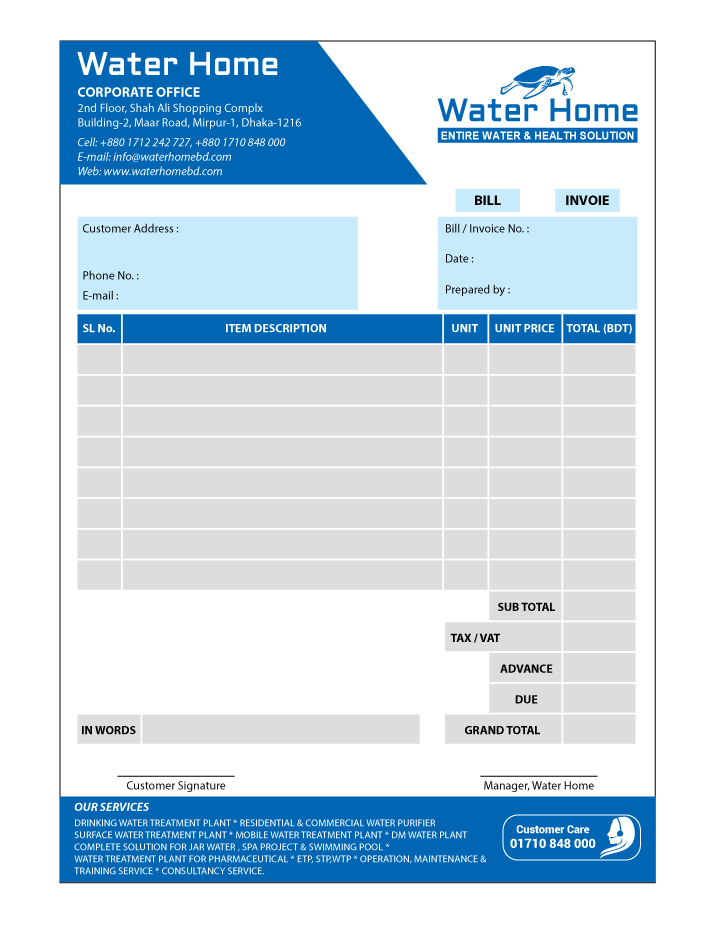 Water Home
CORPORATE OFFICE
2nd Floor, Shah Ali Shopping Complx
Building-2, Maar Road, Mirpur-1, Dhaka-1216
Cell: +880 1712 242 727, +880 1710 848 000
E-mail: info@waterhomebd.com
Web: www.waterhomebd.com
Water Home
ENTIRE WATER & HEALTH SOLUTION
BILL INVOIE
Customer Address :
Phone No. :
E-mail :
Bill / Invoice No. :
Date :
Prepared by :
SL No. ITEM DESCRIPTION UNIT UNIT PRICE TOTAL (BDT)
SUB TOTAL
TAX / VAT
ADVANCE
DUE
IN WORDS GRAND TOTAL
Customer Signature Manager, Water Home
OUR SERVICES
DRINKING WATER TREATMENT PLANT * RESIDENTIAL & COMMERCIAL WATER PURIFIER
SURFACE WATER TREATMENT PLANT * MOBILE WATER TREATMENT PLANT * DM WATER PLANT
COMPLETE SOLUTION FOR JAR WATER , SPA PROJECT & SWIMMING POOL *
WATER TREATMENT PLANT FOR PHARMACEUTICAL * ETP, STP,WTP * OPERATION, MAINTENANCE &
TRAINING SERVICE * CONSULTANCY SERVICE.
Customer Care
01710 848 000